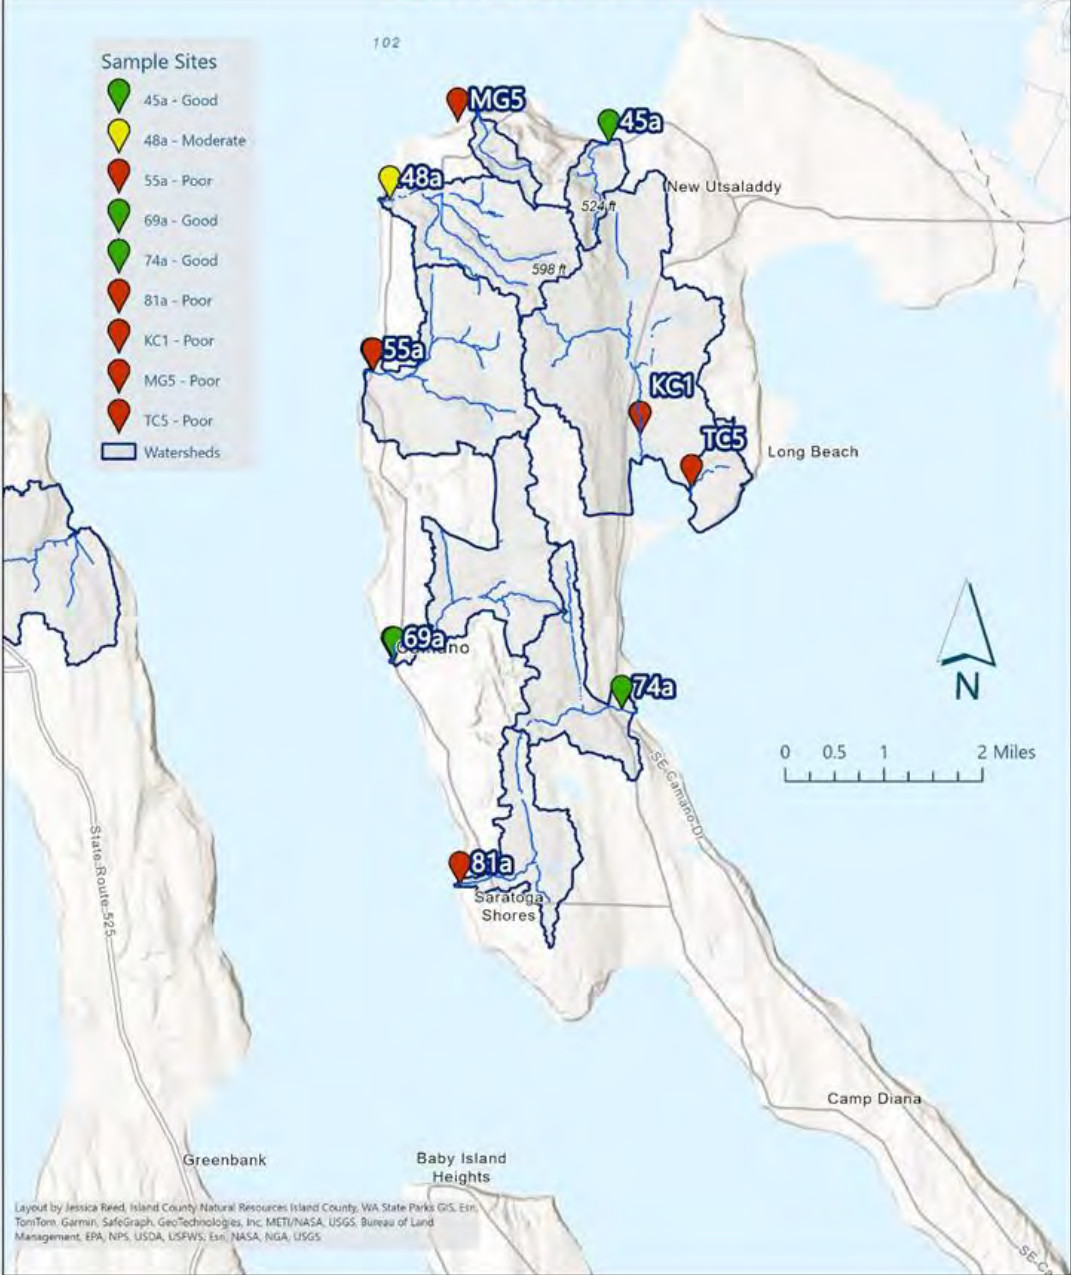 102
Sample Sites
45a - Good
48a - Moderate
55a - Poor
69a - Good
74a - Good
81a - Poor
KC1 - Poor
MG5 - Poor
TC5 - Poor
Watersheds
MG5
45a
48a
New Utsaladdy
524 ft
598 ft
55a
KC1
TC5
Long Beach
69a
Camano
74a
N
0 0.5 1 2 Miles
SE Camano Dr
State Route 525
81a
Saratoga
Shores
Camp Diana
Greenbank
Baby Island
Heights
Layout by Jessica Reed, Island County Natural Resources Island County, WA State Parks GIS, Esri,
TomTom, Garmin, SafeGraph, GeoTechnologies, Inc, METI/NASA, USGS, Bureau of Land
Management, EPA, NPS, USDA, USFWS, Esri, NASA, NGA, USGS